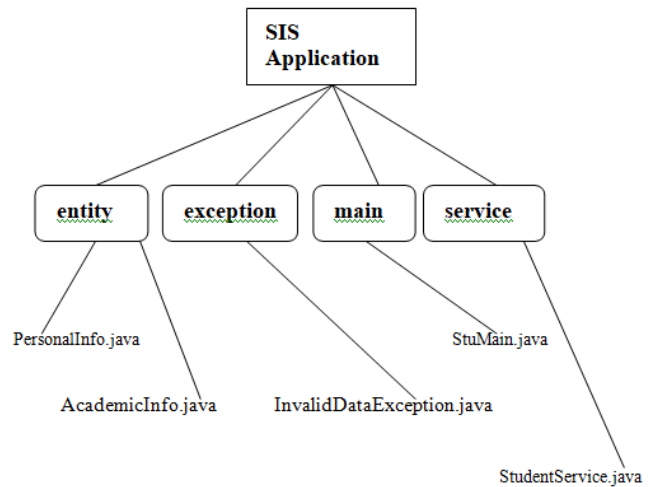 SIS
Application
entity
exception
main
service
PersonalInfo.java
StuMain.java
AcademicInfo.java
InvalidDataException.java
StudentService.java